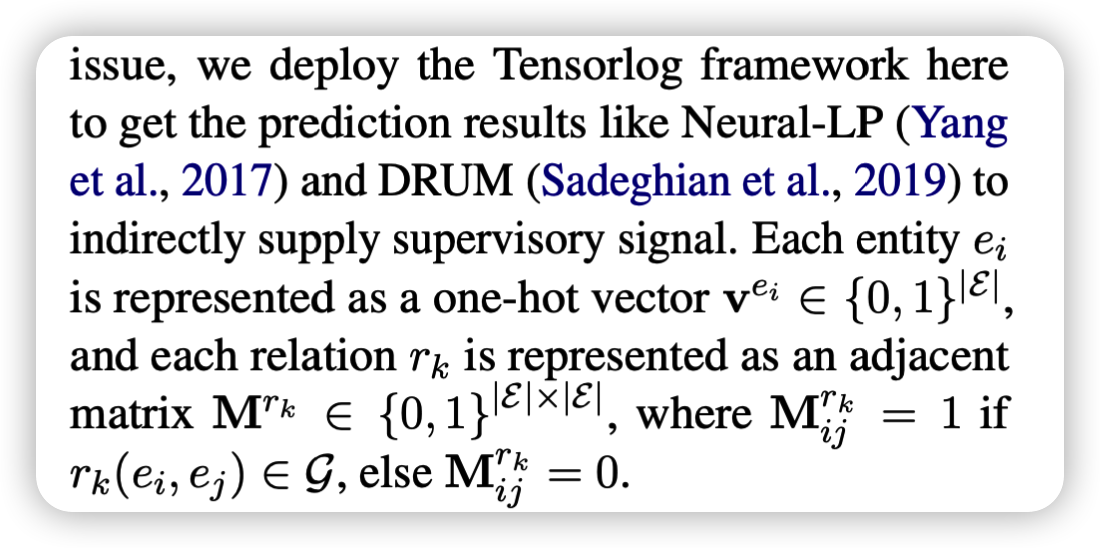 issue, we deploy the Tensorlog framework here
to get the prediction results like Neural-LP (Yang
et al., 2017) and DRUM (Sadeghian et al., 2019) to
indirectly supply supervisory signal. Each entity $e_i$
is represented as a one-hot vector $\mathbf{v}^{e_i} \in \{0, 1\}^{|\mathcal{E}|}$,
and each relation $r_k$ is represented as an adjacent
matrix $\mathbf{M}^{r_k} \in \{0, 1\}^{|\mathcal{E}| \times |\mathcal{E}|}$, where $\mathbf{M}^{r_k}_{ij} = 1$ if
$r_k(e_i, e_j) \in \mathcal{G}$, else $\mathbf{M}^{r_k}_{ij} = 0$.